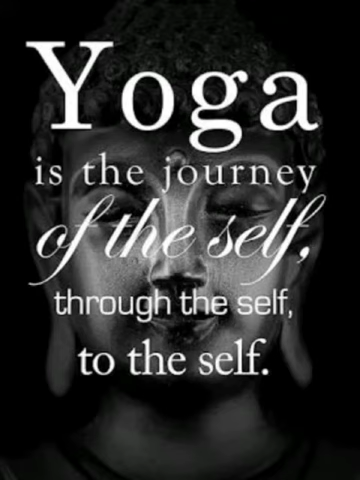 Yoga
is the journey
of the self,
through the self,
to the self.